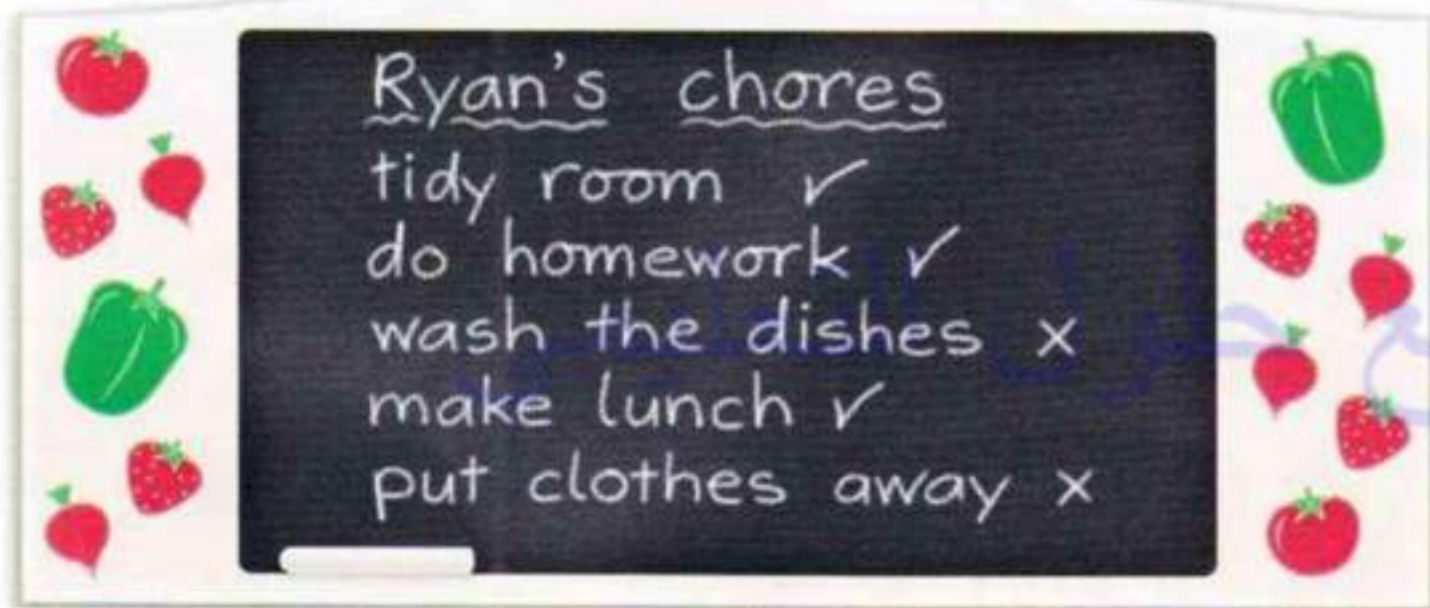 Ryan's chores
tidy room ✓
do homework ✓
wash the dishes x
make lunch ✓
put clothes away x